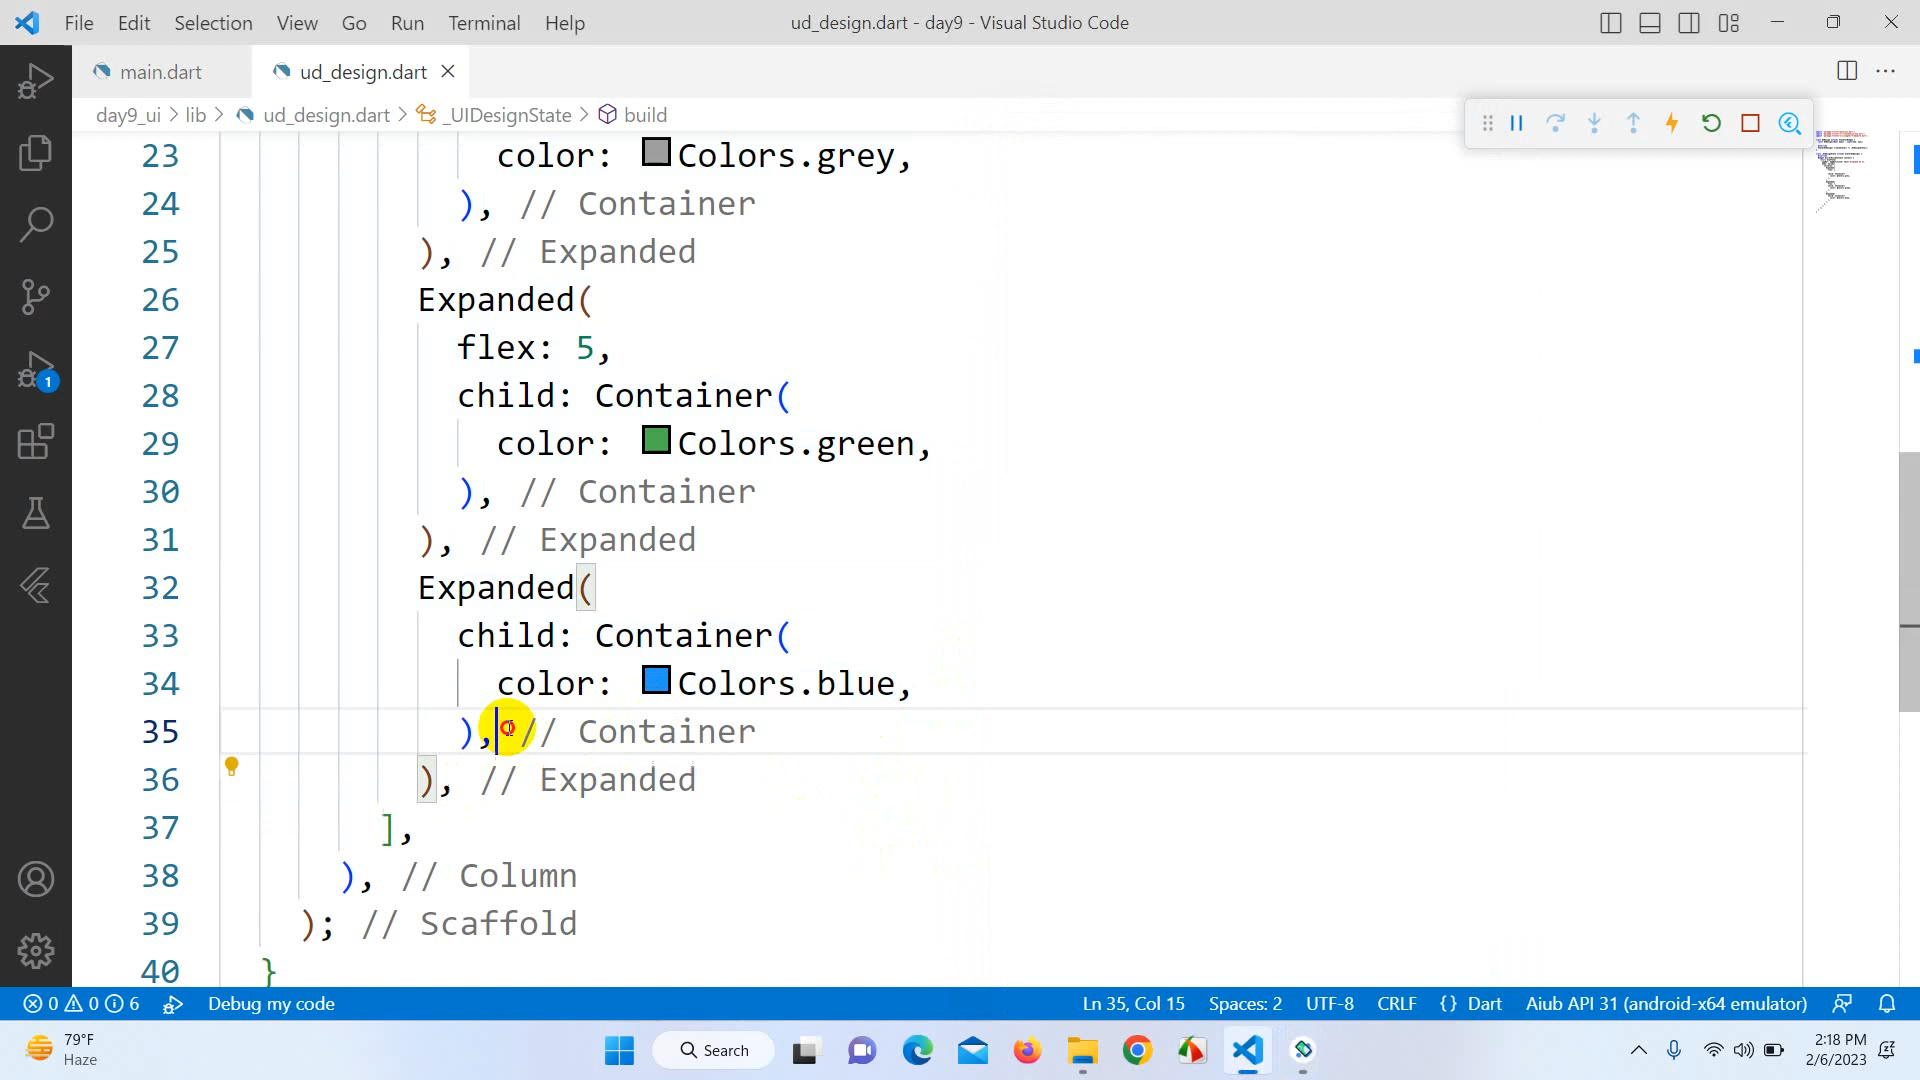 File Edit Selection View Go Run Terminal Help
ud_design.dart - day9 - Visual Studio Code
main.dart
ud_design.dart
day9_ui > lib > ud_design.dart > _UIDesignState > build
23 color: Colors.grey,
24 ), // Container
25 ), // Expanded
26 Expanded(
27 flex: 5,
28 child: Container(
29 color: Colors.green,
30 ), // Container
31 ), // Expanded
32 Expanded(
33 child: Container(
34 color: Colors.blue,
35 ), // Container
36 ), // Expanded
37 ],
38 ), // Column
39 ); // Scaffold
40 }
1
0 0 6 Debug my code
Ln 35, Col 15 Spaces: 2 UTF-8 CRLF {} Dart Aiub API 31 (android-x64 emulator)
79°F
Haze
Search
2:18 PM
2/6/2023